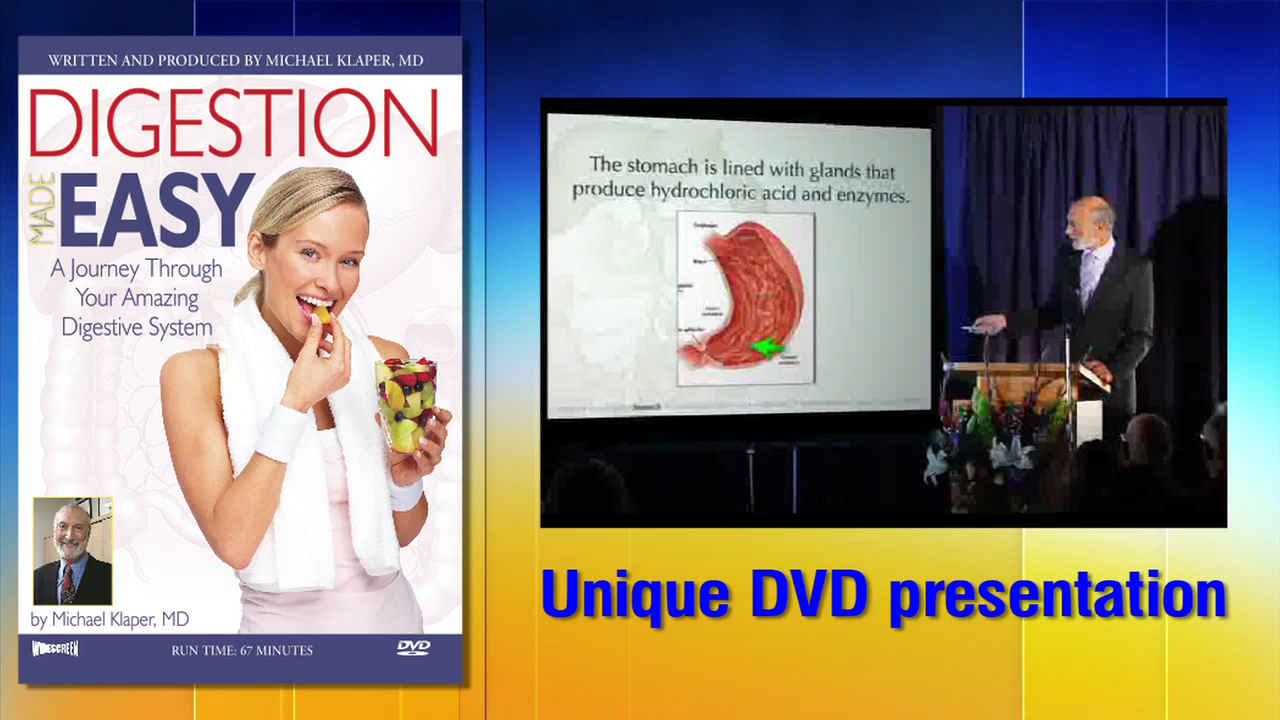 WRITTEN AND PRODUCED BY MICHAEL KLAPER, MD
DIGESTION
MADE
EASY
A Journey Through
Your Amazing
Digestive System
by Michael Klaper, MD
WIDESCREEN
RUN TIME: 67 MINUTES
DVD
The stomach is lined with glands that
produce hydrochloric acid and enzymes.
Stomach
Unique DVD presentation